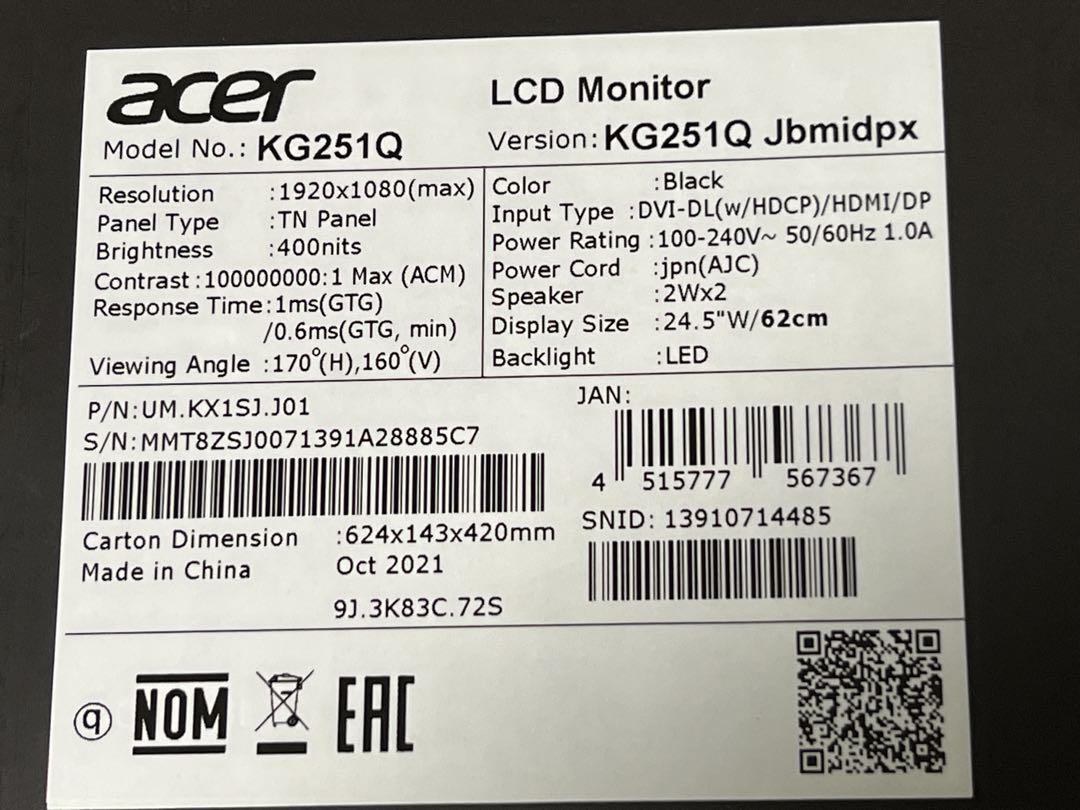 acer
LCD Monitor
Model No.: KG251Q
Version: KG251Q Jbmidpx
Resolution :1920x1080(max)
Panel Type :TN Panel
Brightness :400nits
Contrast:100000000:1 Max (ACM)
Response Time:1ms(GTG)
/0.6ms(GTG, min)
Viewing Angle :170°(H),160°(V)
Color :Black
Input Type :DVI-DL(w/HDCP)/HDMI/DP
Power Rating :100-240V~ 50/60Hz 1.0A
Power Cord :jpn(AJC)
Speaker :2Wx2
Display Size :24.5"W/62cm
Backlight :LED
P/N:UM.KX1SJ.J01
S/N:MMT8ZSJ0071391A28885C7
Carton Dimension :624x143x420mm
Made in China Oct 2021
9J.3K83C.72S
JAN:
4 515777 567367
SNID: 13910714485
q NOM EAC